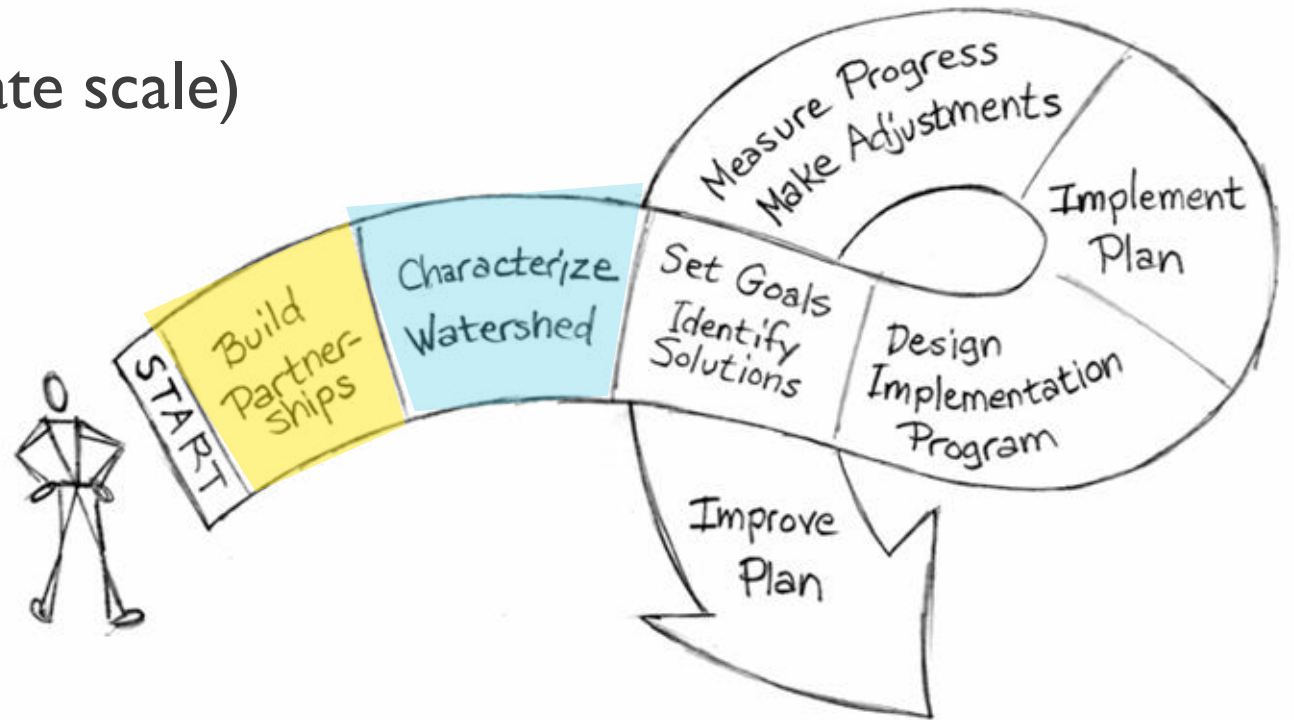 ate scale)
START
Build
Partner-
ships
Characterize
Watershed
Set Goals
Identify
Solutions
Design
Implementation
Program
Implement
Plan
Measure Progress
Make Adjustments
Improve
Plan